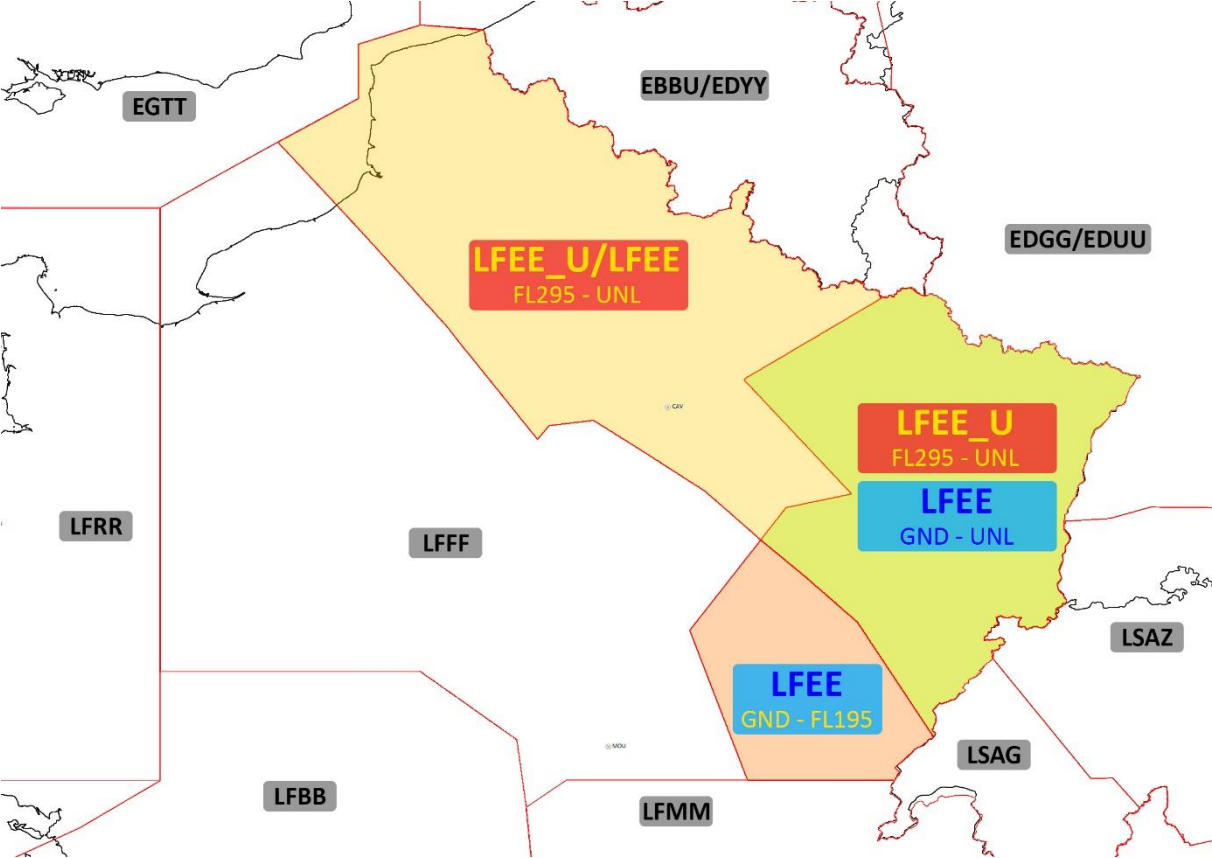 EBBU/EDYY
EGTT
EDGG/EDUU
LFEE_U/LFEE
FL295 - UNL
CAV
LFEE_U
FL295 - UNL
LFEE
GND - UNL
LFRR
LFFF
LSAZ
LFEE
GND - FL195
MOU
LSAG
LFBB
LFMM